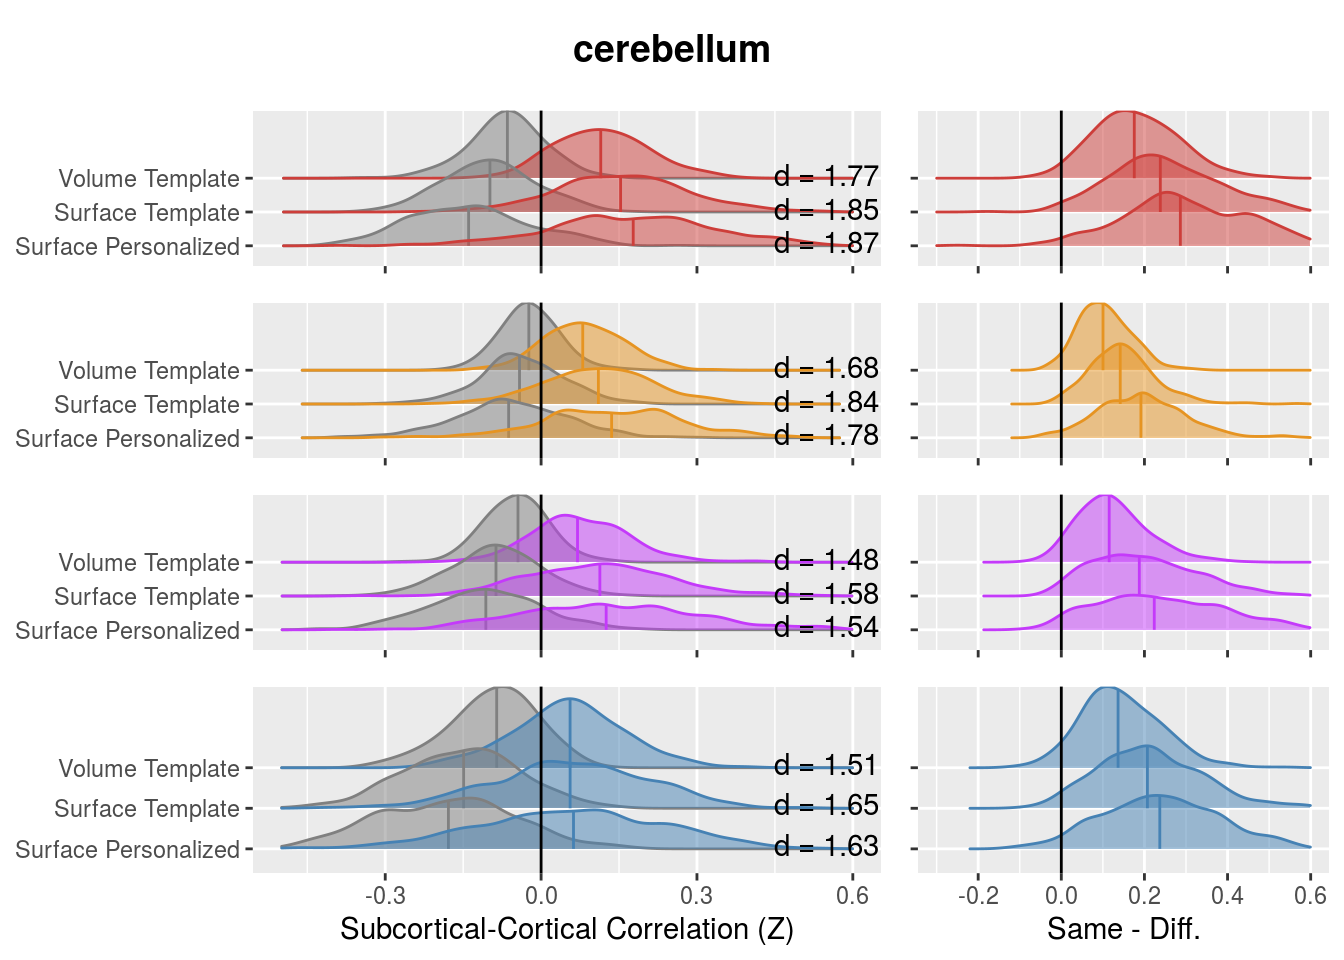 cerebellum
Volume Template
d = 1.77
Surface Template
d = 1.85
Surface Personalized
d = 1.87
Volume Template
d = 1.68
Surface Template
d = 1.84
Surface Personalized
d = 1.78
Volume Template
d = 1.48
Surface Template
d = 1.58
Surface Personalized
d = 1.54
Volume Template
d = 1.51
Surface Template
d = 1.65
Surface Personalized
d = 1.63
-0.3 0.0 0.3 0.6
-0.2 0.0 0.2 0.4 0.6
Subcortical-Cortical Correlation (Z)
Same - Diff.